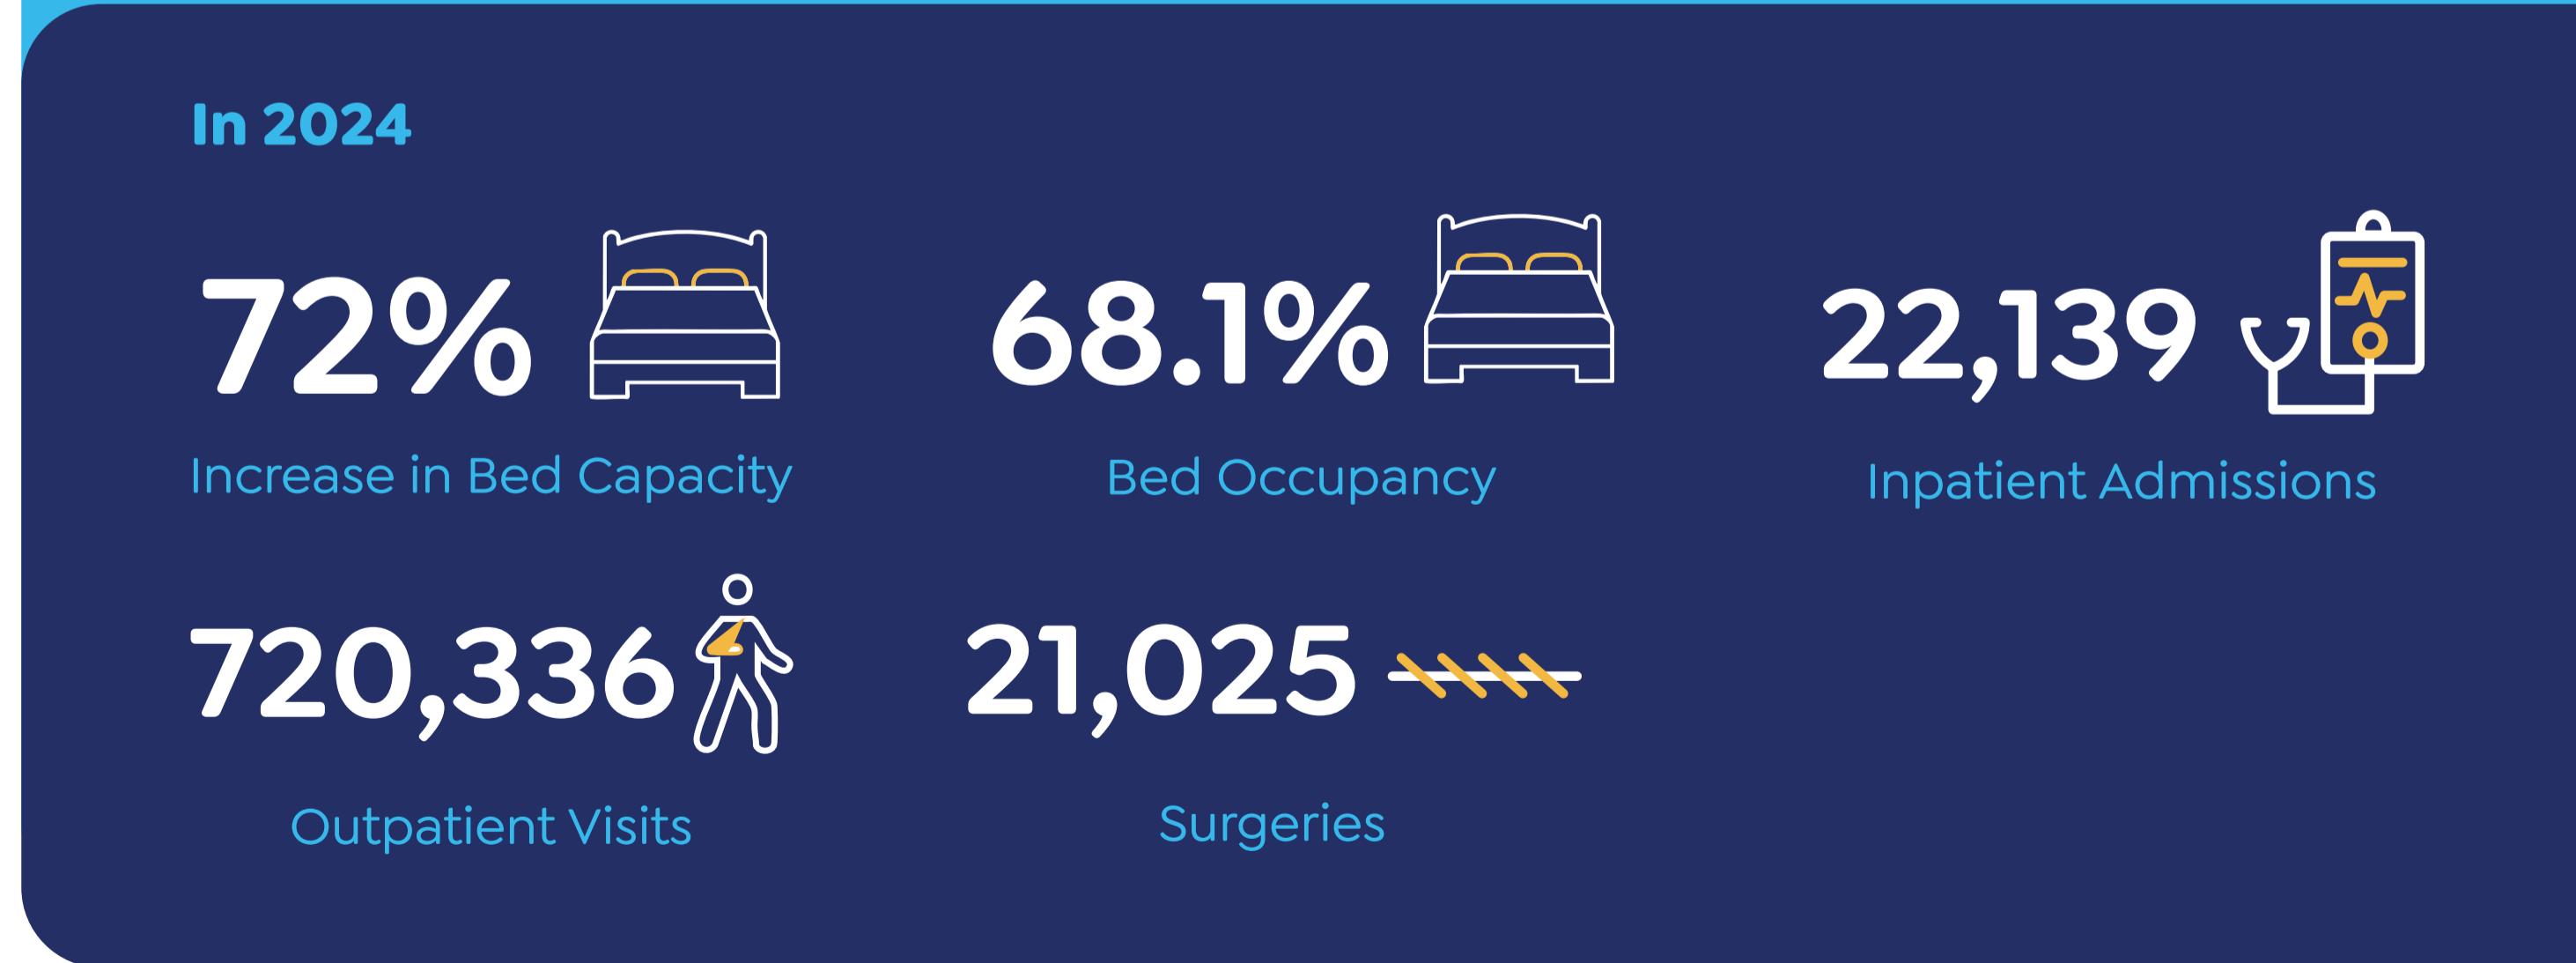 In 2024
72%
Increase in Bed Capacity
68.1%
Bed Occupancy
22,139
Inpatient Admissions
720,336
Outpatient Visits
21,025
Surgeries